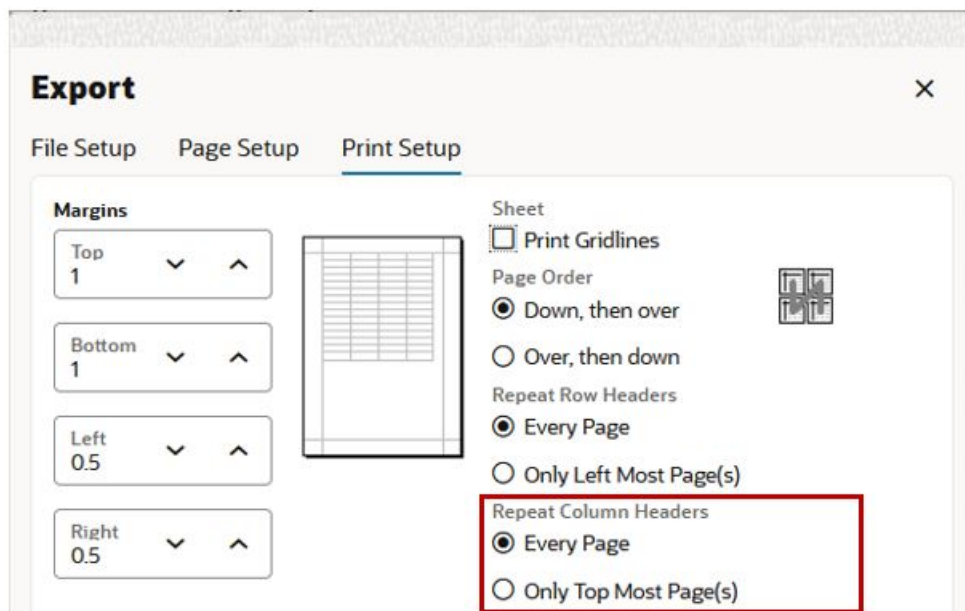 Export
File Setup Page Setup Print Setup
Margins
Top
1
Bottom
1
Left
0.5
Right
0.5
Sheet
Print Gridlines
Page Order
Down, then over
Over, then down
Repeat Row Headers
Every Page
Only Left Most Page(s)
Repeat Column Headers
Every Page
Only Top Most Page(s)